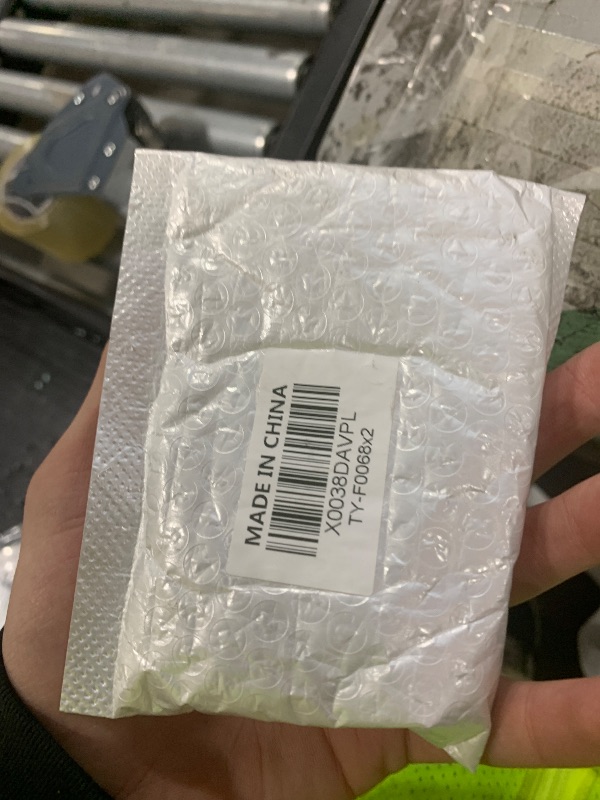 MADE IN CHINA
X0038DAVPL
TY-F0068x2